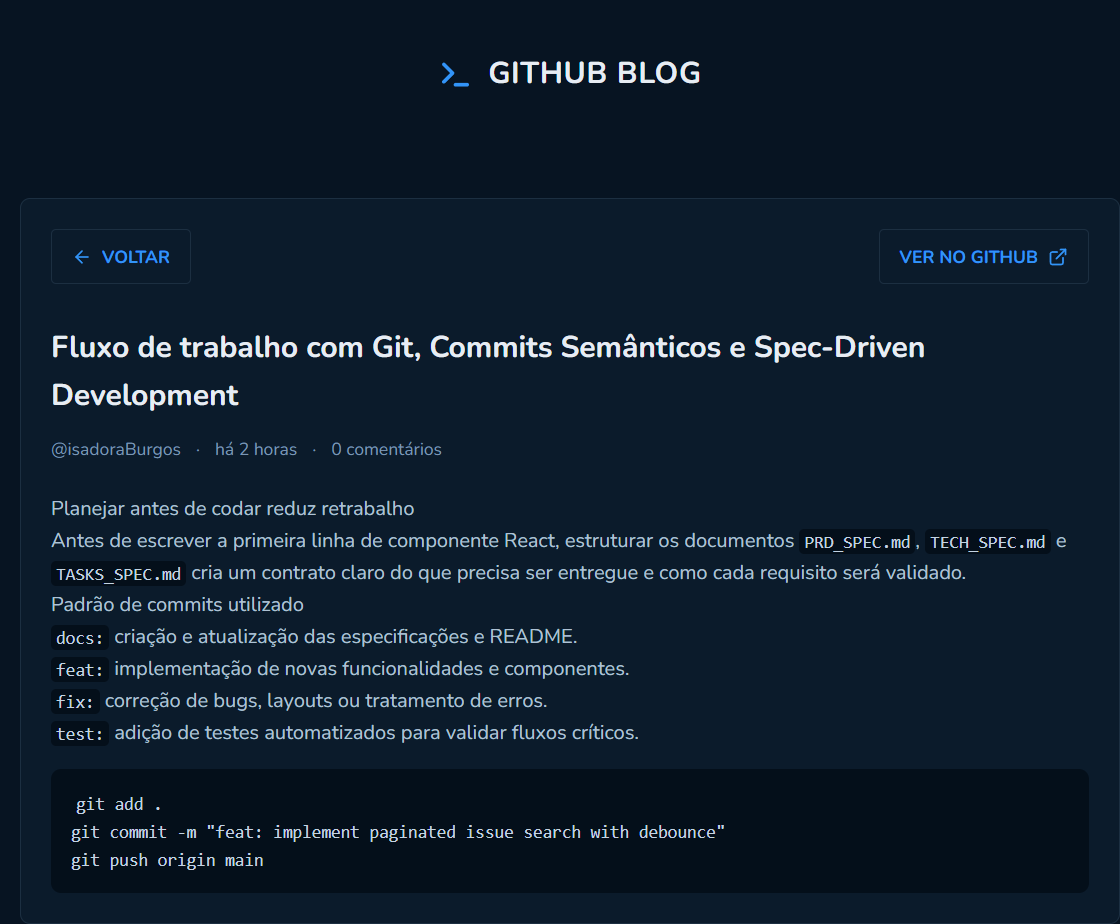 GITHUB BLOG
VOLTAR
VER NO GITHUB
Fluxo de trabalho com Git, Commits Semânticos e Spec-Driven
Development
@isadoraBurgos · há 2 horas · 0 comentários
Planejar antes de codar reduz retrabalho
Antes de escrever a primeira linha de componente React, estruturar os documentos PRD_SPEC.md, TECH_SPEC.md e
TASKS_SPEC.md cria um contrato claro do que precisa ser entregue e como cada requisito será validado.
Padrão de commits utilizado
docs: criação e atualização das especificações e README.
feat: implementação de novas funcionalidades e componentes.
fix: correção de bugs, layouts ou tratamento de erros.
test: adição de testes automatizados para validar fluxos críticos.
git add .
git commit -m "feat: implement paginated issue search with debounce"
git push origin main